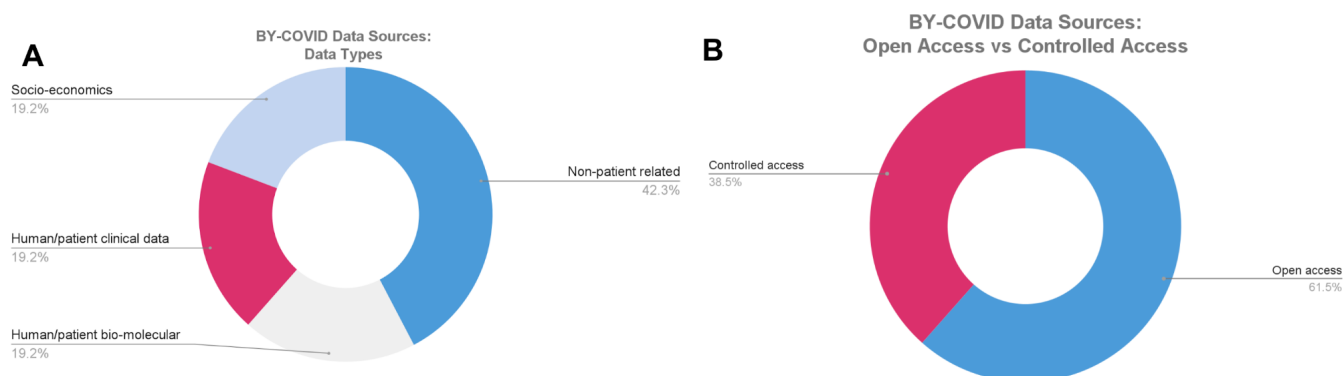 A
BY-COVID Data Sources:
Data Types
Socio-economics
19.2%
Non-patient related
42.3%
Human/patient clinical data
19.2%
Human/patient bio-molecular
19.2%
B
BY-COVID Data Sources:
Open Access vs Controlled Access
Controlled access
38.5%
Open access
61.5%